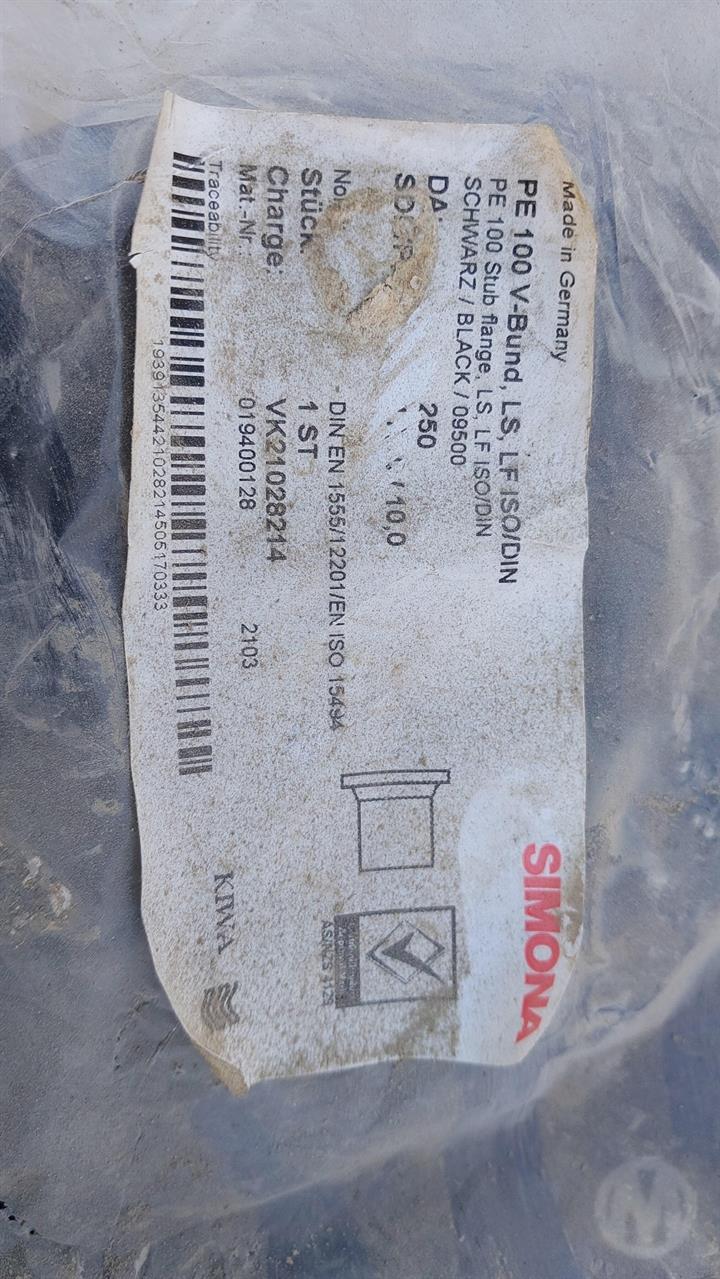 Made in Germany
SIMONA
PE 100 V-Bund, LS, LF ISO/DIN
PE 100 Stub flange, LS, LF ISO/DIN
SCHWARZ / BLACK / 09500
DA: 250
/ 10,0
- DIN EN 1555/12201/EN ISO 15494
Stück: 1 ST
Charge: VK21028214
Mat.-Nr.: 019400128 2103
Traceability
19391354421028214505170333
KIWA
M